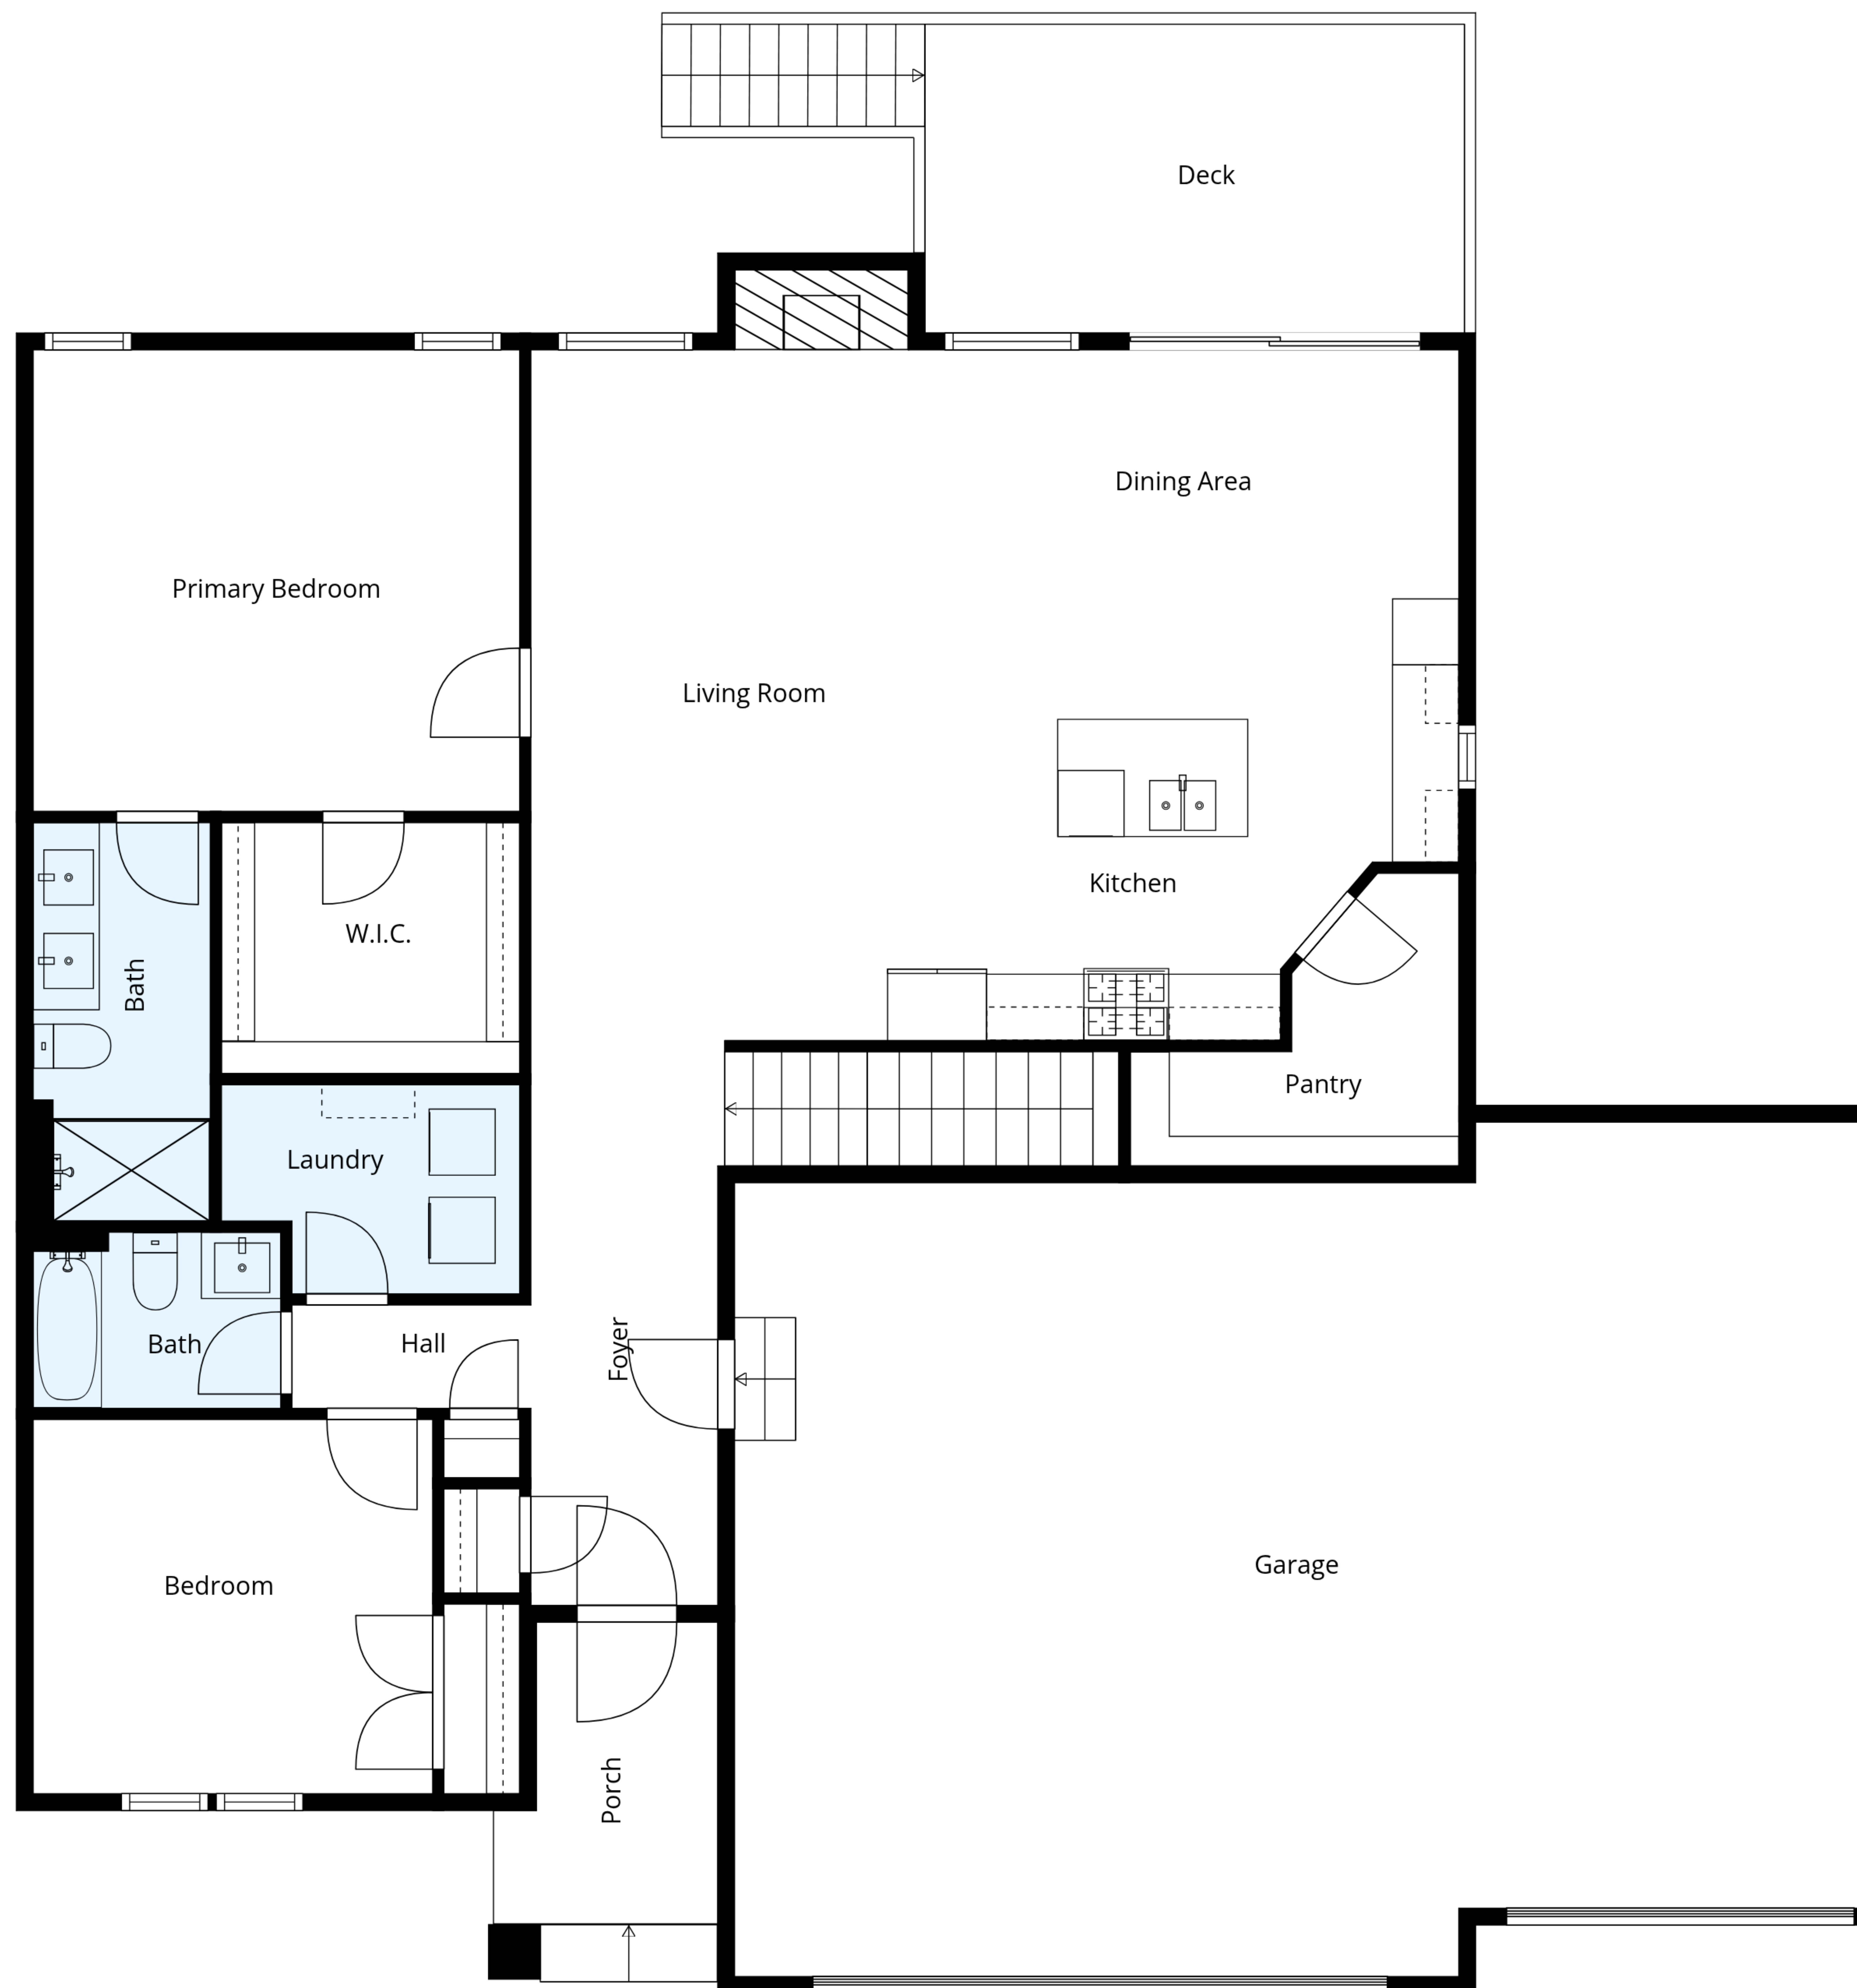 Deck
Dining Area
Primary Bedroom
Living Room
Kitchen
W.I.C.
Bath
Pantry
Laundry
Bath
Hall
Foyer
Garage
Bedroom
Porch